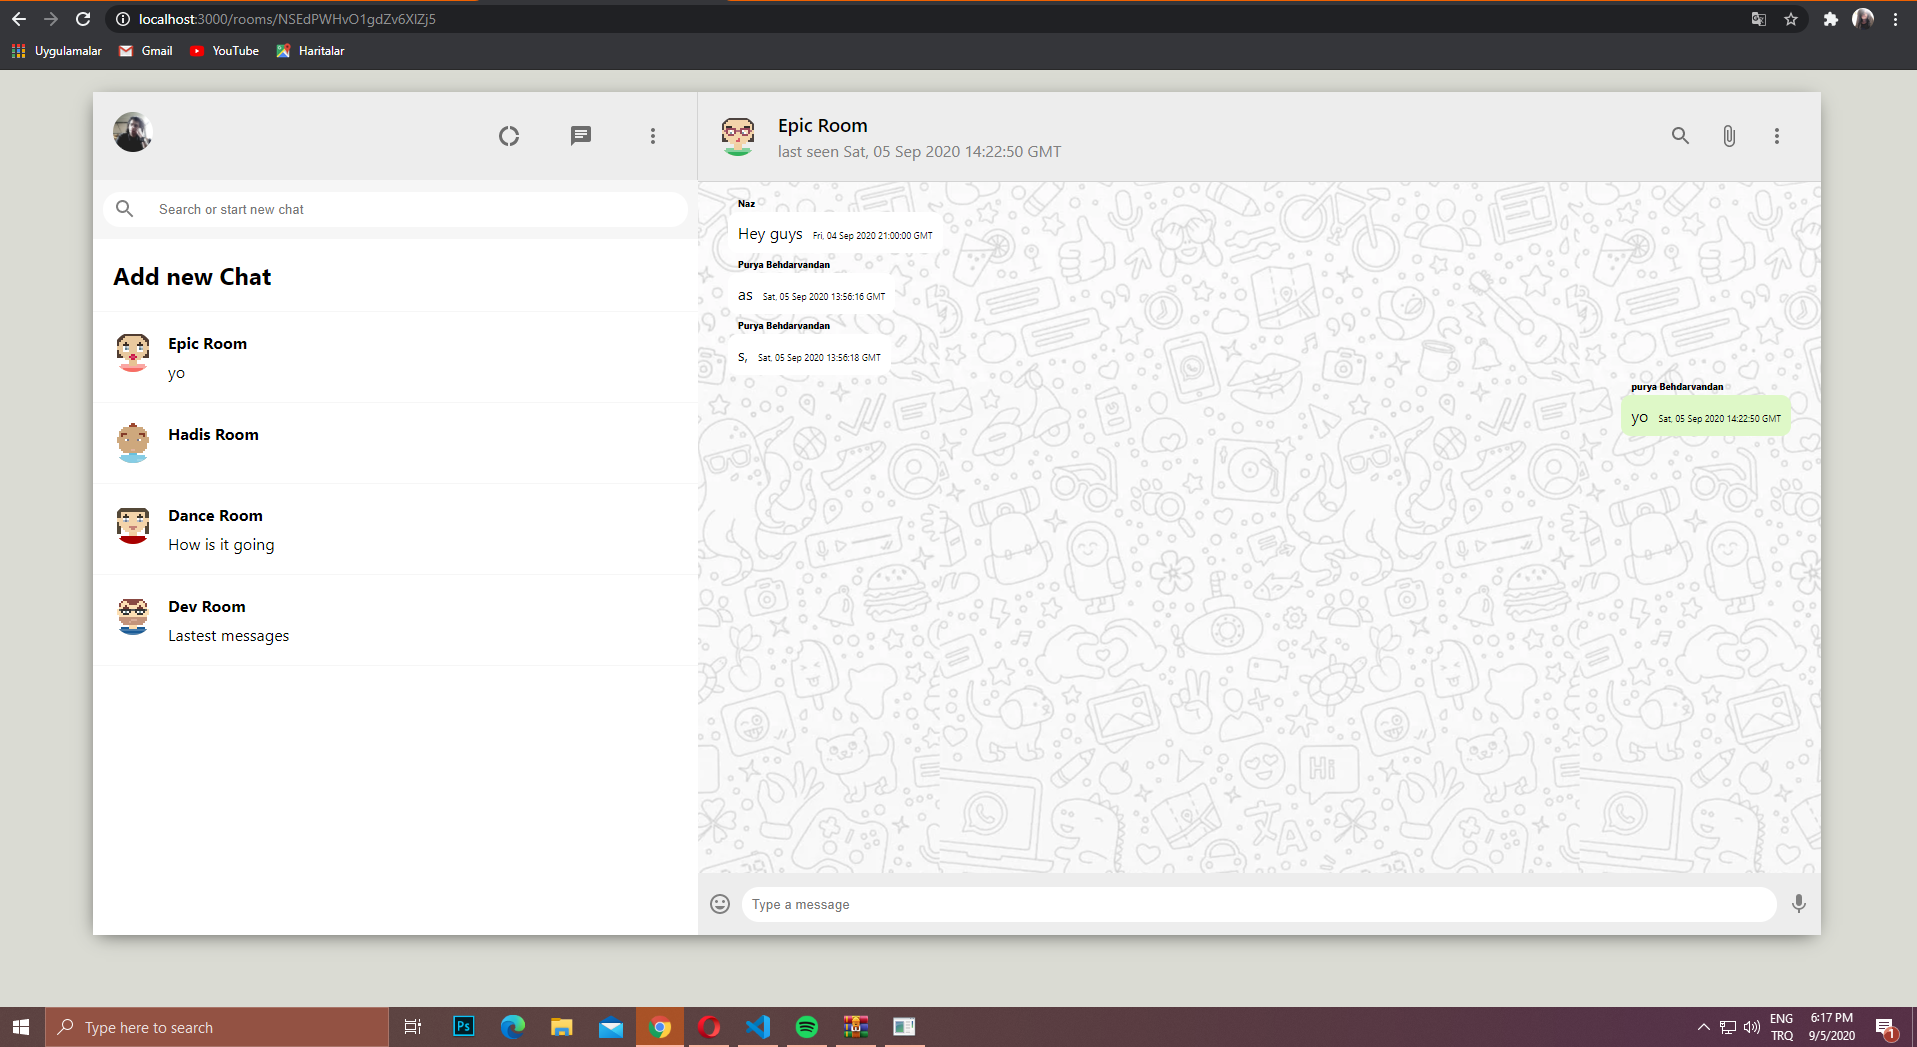 localhost:3000/rooms/NSEdPWHvO1gdZv6XlZj5
Uygulamalar Gmail YouTube Haritalar
Epic Room
last seen Sat, 05 Sep 2020 14:22:50 GMT
Search or start new chat
Add new Chat
Epic Room
yo
Hadis Room
Dance Room
How is it going
Dev Room
Lastest messages
Naz
Hey guys Fri, 04 Sep 2020 21:00:00 GMT
Purya Behdarvandan
as Sat, 05 Sep 2020 13:56:16 GMT
Purya Behdarvandan
s, Sat, 05 Sep 2020 13:56:18 GMT
purya Behdarvandan
yo Sat, 05 Sep 2020 14:22:50 GMT
Hi
Type a message
Type here to search
Ps
ENG
TRQ
6:17 PM
9/5/2020
1